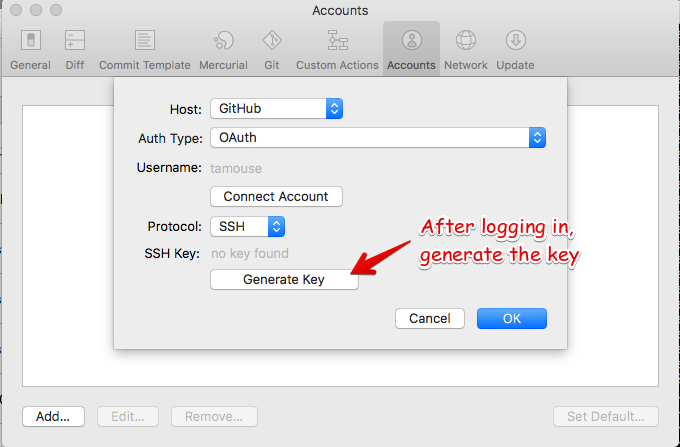 Accounts
General Diff Commit Template Mercurial Git Custom Actions Accounts Network Update
Host: GitHub
Auth Type: OAuth
Username: tamouse
Connect Account
Protocol: SSH
After logging in,
generate the key
SSH Key: no key found
Generate Key
Cancel OK
Add... Edit... Remove... Set Default...